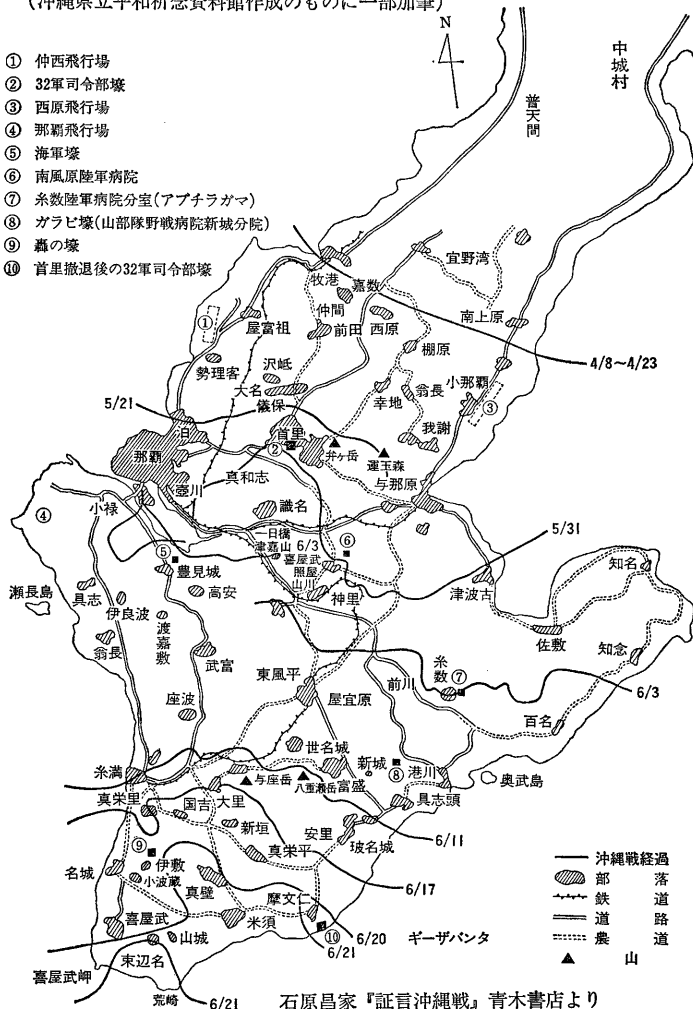 (沖縄県立平和祈念資料館作成のものに一部加筆)
① 仲西飛行場
② 32軍司令部壕
③ 西原飛行場
④ 那覇飛行場
⑤ 海軍壕
⑥ 南風原陸軍病院
⑦ 糸数陸軍病院分室(アブチラガマ)
⑧ ガラビ壕(山部隊野戦病院新城分院)
⑨ 轟の壕
⑩ 首里撤退後の32軍司令部壕
N
中城村
普天間
宜野湾
牧港
嘉数
仲間
前田
西原
南上原
①
屋富祖
棚原
4/8〜4/23
勢理客
沢岻
大名
翁長
小那覇
③
5/21
儀保
幸地
我謝
泊
首里
②
弁ヶ岳
運玉森
那覇
真和志
与那原
壺川
識名
小禄
④
一日橋
津嘉山
6/3
喜屋武
照屋
山川
⑥
5/31
⑤
豊見城
神里
津波古
知名
瀬長島
具志
伊良波
高安
渡嘉敷
佐敷
翁長
武富
知念
東風平
糸数
⑦
前川
6/3
座波
屋宜原
百名
世名城
新城
⑧
港川
奥武島
糸満
与座岳
八重瀬岳
富盛
具志頭
真栄里
国吉
大里
新垣
安里
玻名城
6/11
⑨
真栄平
伊敷
小波蔵
名城
真壁
6/17
摩文仁
喜屋武
米須
⑩
6/20
6/21
ギーザバンタ
山城
束辺名
喜屋武岬
荒崎
6/21
沖縄戦経過
部落
鉄道
道路
農道
山
石原昌家『証言沖縄戦』青木書店より